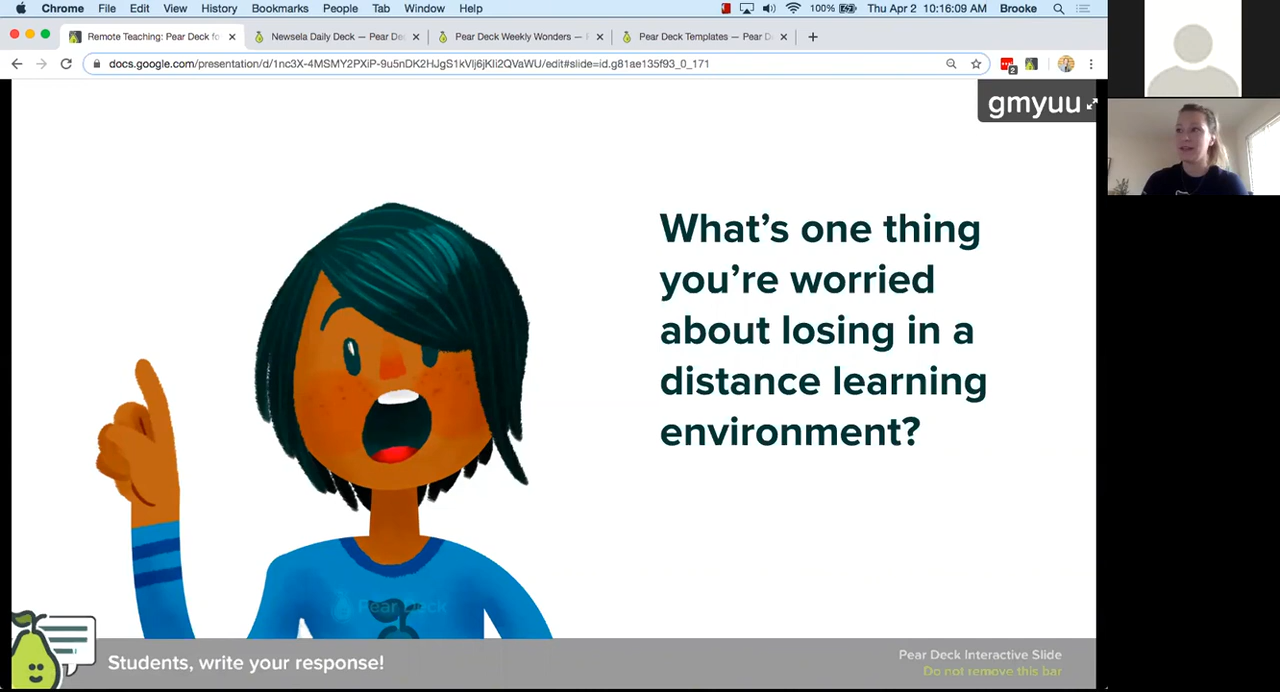 Chrome File Edit View History Bookmarks People Tab Window Help 100% Thu Apr 2 10:16:09 AM Brooke
Remote Teaching: Pear Deck fo Newsela Daily Deck — Pear De Pear Deck Weekly Wonders — Pear Deck Templates — Pear D
docs.google.com/presentation/d/1nc3X-4MSMY2PXiP-9u5nDK2HJgS1kVlj6jKIi2QVaWU/edit#slide=id.g81ae135f93_0_171 2
gmyuu
What's one thing
you're worried
about losing in a
distance learning
environment?
Pear Deck
Students, write your response!
Pear Deck Interactive Slide
Do not remove this bar